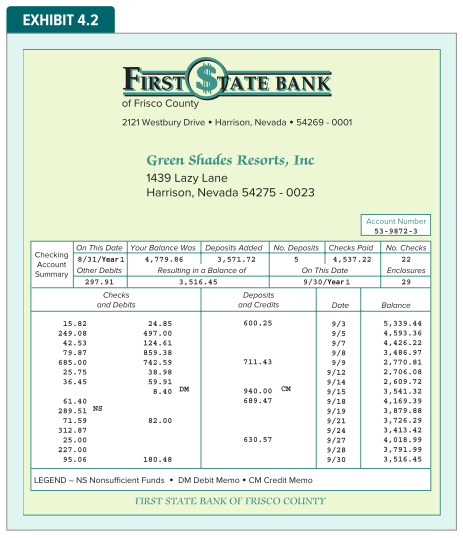 EXHIBIT 4.2
FIRST STATE BANK
of Frisco County
2121 Westbury Drive • Harrison, Nevada • 54269 - 0001
Green Shades Resorts, Inc
1439 Lazy Lane
Harrison, Nevada 54275 - 0023
Account Number
53-9872-3
Checking Account Summary
On This Date Your Balance Was Deposits Added No. Deposits Checks Paid No. Checks
8/31/Year1 4,779.86 3,571.72 5 4,537.22 22
Other Debits Resulting in a Balance of On This Date Enclosures
297.91 3,516.45 9/30/Year1 29
Checks and Debits Deposits and Credits Date Balance
15.82 24.85 600.25 9/3 5,339.44
249.08 497.00 9/5 4,593.36
42.53 124.61 9/7 4,426.22
79.87 859.38 9/8 3,486.97
685.00 742.59 711.43 9/9 2,770.81
25.75 38.98 9/12 2,706.08
36.45 59.91 9/14 2,609.72
8.40 DM 940.00 CM 9/15 3,541.32
61.40 689.47 9/18 4,169.39
289.51 NS 9/19 3,879.88
71.59 82.00 9/21 3,726.29
312.87 9/24 3,413.42
25.00 630.57 9/27 4,018.99
227.00 9/28 3,791.99
95.06 180.48 9/30 3,516.45
LEGEND – NS Nonsufficient Funds • DM Debit Memo • CM Credit Memo
FIRST STATE BANK OF FRISCO COUNTY